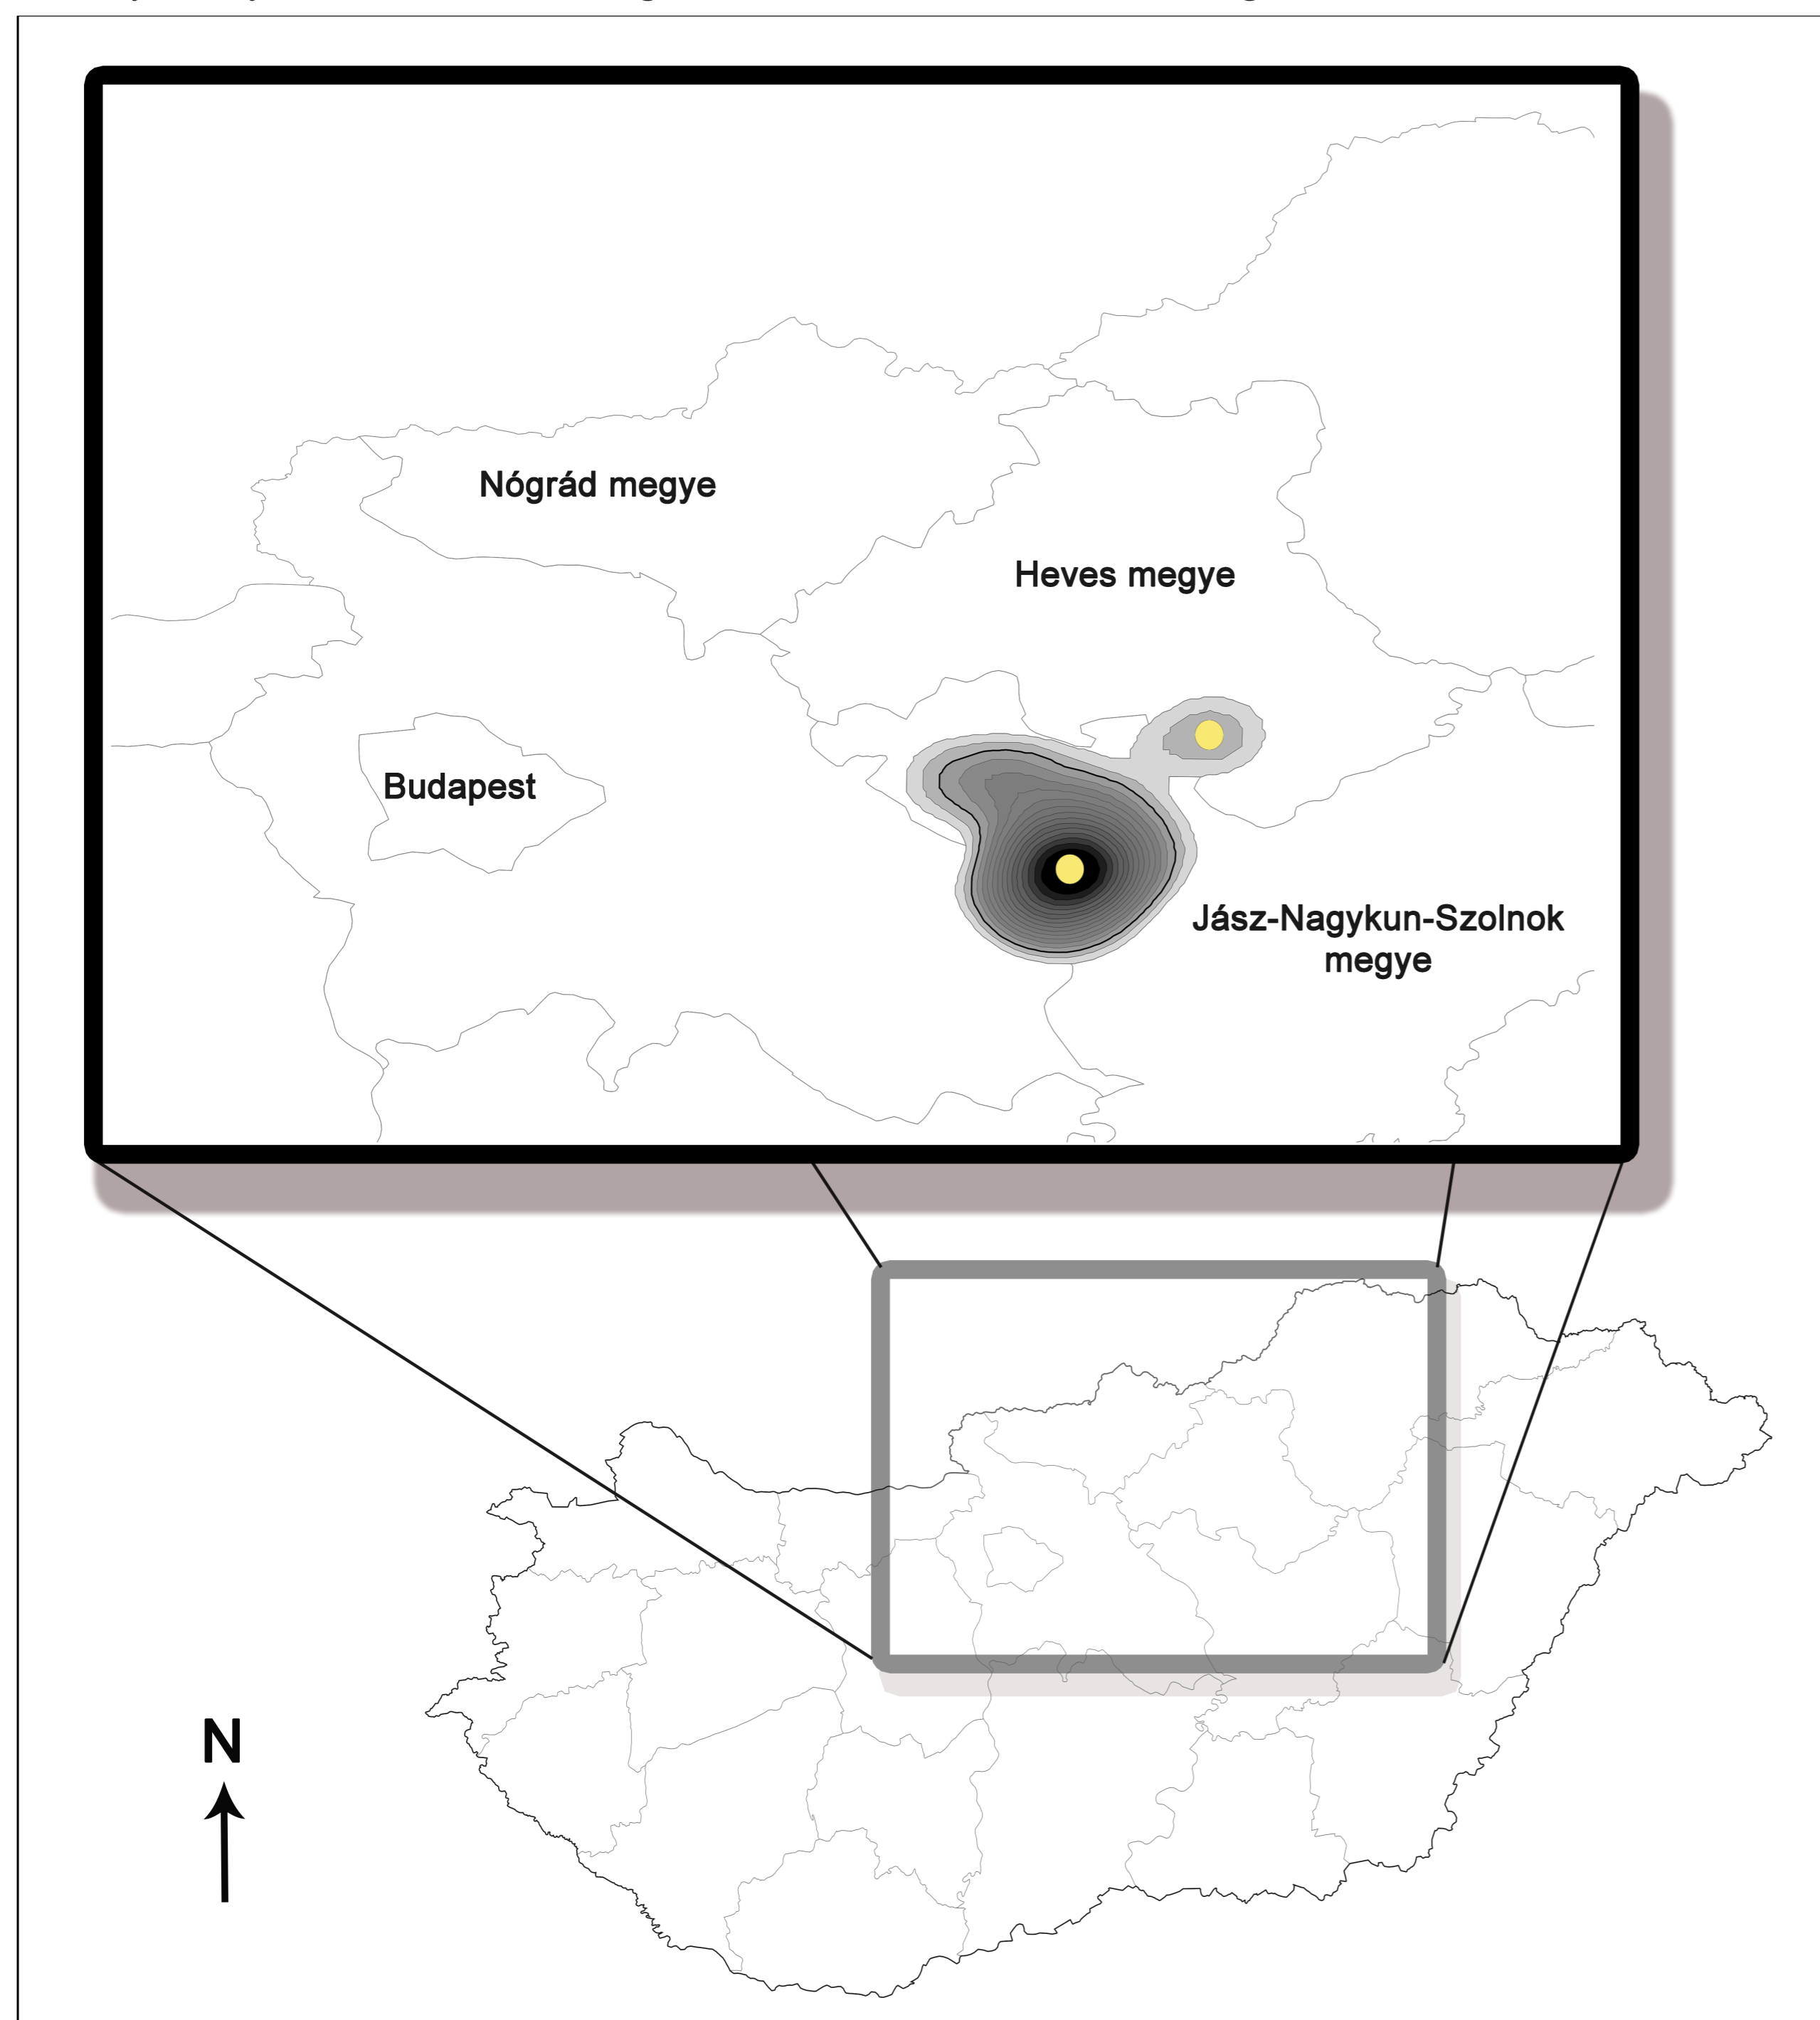 Nógrád megye
Heves megye
Budapest
Jász-Nagykun-Szolnok
megye
N